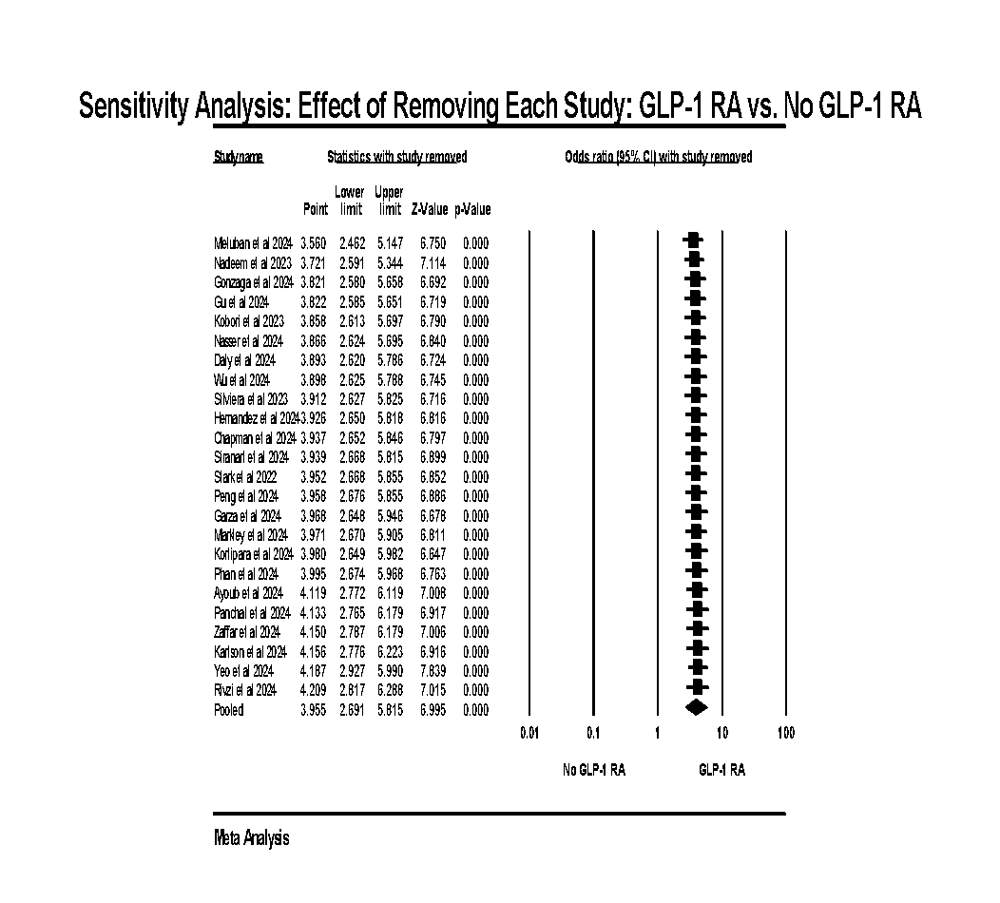 Sensitivity Analysis: Effect of Removing Each Study: GLP-1 RA vs. No GLP-1 RA
Study name Statistics with study removed Odds ratio (95% CI) with study removed
Lower Upper
Point limit limit Z-Value p-Value
Meluban et al 2024 3.560 2.462 5.147 6.750 0.000
Nadeem et al 2023 3.721 2.591 5.344 7.114 0.000
Gonzaga et al 2024 3.821 2.580 5.658 6.692 0.000
Gu et al 2024 3.822 2.585 5.651 6.719 0.000
Kobori et al 2023 3.858 2.613 5.697 6.790 0.000
Nasser et al 2024 3.866 2.624 5.695 6.840 0.000
Daly et al 2024 3.893 2.620 5.786 6.724 0.000
Wu et al 2024 3.898 2.625 5.788 6.745 0.000
Silviera et al 2023 3.912 2.627 5.825 6.716 0.000
Hernandez et al 2024 3.926 2.650 5.818 6.816 0.000
Chapman et al 2024 3.937 2.652 5.846 6.797 0.000
Siranart et al 2024 3.939 2.668 5.815 6.899 0.000
Stark et al 2022 3.952 2.668 5.855 6.852 0.000
Peng et al 2024 3.958 2.676 5.855 6.886 0.000
Garza et al 2024 3.968 2.648 5.946 6.678 0.000
Markley et al 2024 3.971 2.670 5.905 6.811 0.000
Korlipara et al 2024 3.980 2.649 5.982 6.647 0.000
Phan et al 2024 3.995 2.674 5.968 6.763 0.000
Ayoub et al 2024 4.119 2.772 6.119 7.008 0.000
Panchal et al 2024 4.133 2.765 6.179 6.917 0.000
Zaffar et al 2024 4.150 2.787 6.179 7.006 0.000
Karlson et al 2024 4.156 2.776 6.223 6.916 0.000
Yeo et al 2024 4.187 2.927 5.990 7.839 0.000
Rivzi et al 2024 4.209 2.817 6.288 7.015 0.000
Pooled 3.955 2.691 5.815 6.995 0.000
0.01 0.1 1 10 100
No GLP-1 RA GLP-1 RA
Meta Analysis